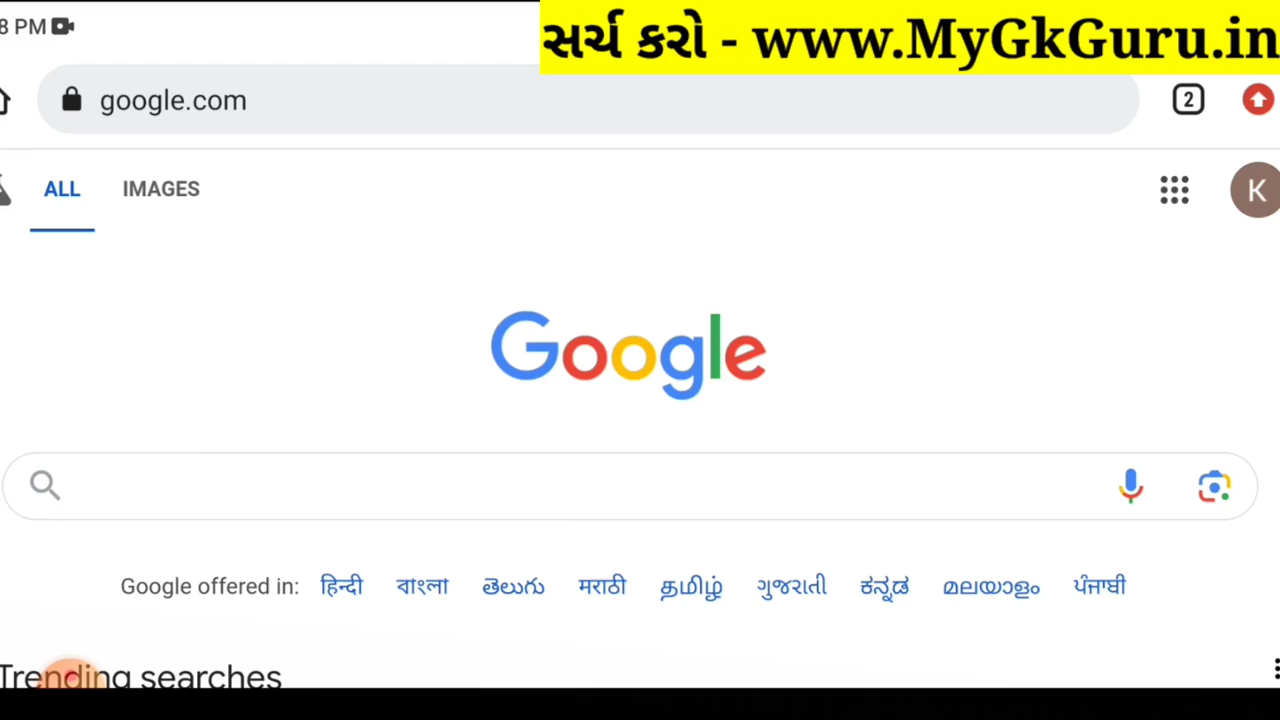 8 PM
સર્ચ કરો - www.MyGkGuru.in
google.com
2
ALL IMAGES
K
Google
Google offered in: हिन्दी বাংলা తెలుగు मराठी தமிழ் ગુજરાતી ಕನ್ನಡ മലയാളം ਪੰਜਾਬੀ
Trending searches